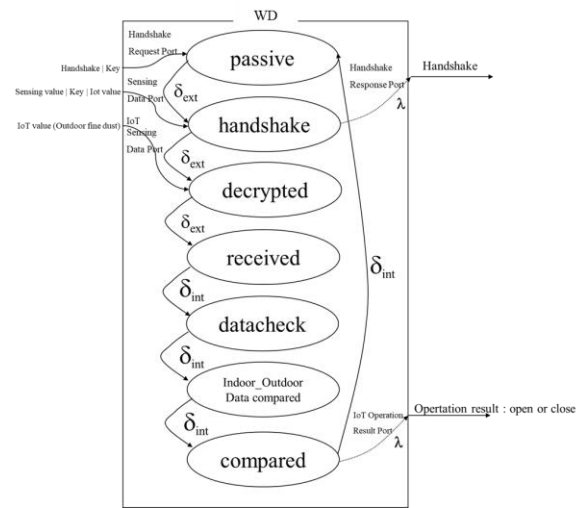 WD
Handshake
Request Port
passive
Handshake | Key
Handshake
Response Port
Handshake
Sensing
Data Port
δext
λ
Sensing value | Key | Iot value
handshake
IoT value (Outdoor fine dust)
IoT
Sensing
Data Port
δext
decrypted
δext
received
δint
δint
datacheck
δint
Indoor_Outdoor
Data compared
δint
IoT Operation
Result Port
Opertation result : open or close
λ
compared